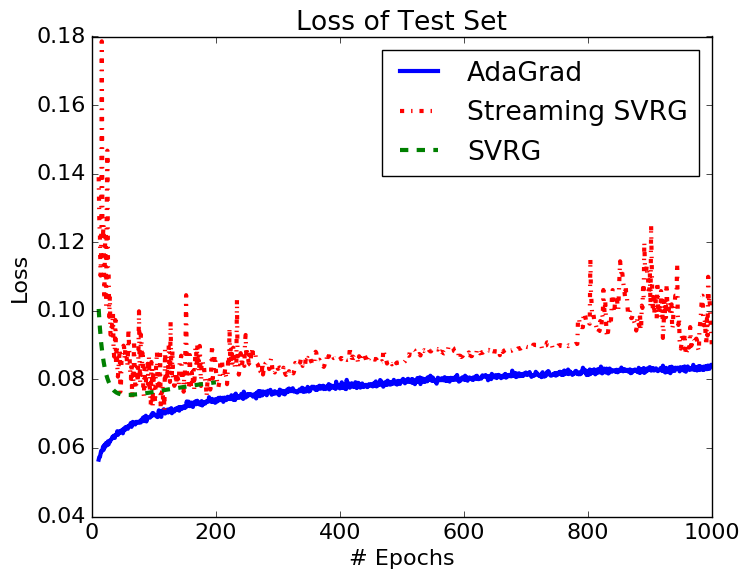 Loss of Test Set
0.18
0.16
0.14
0.12
0.10
0.08
0.06
0.04
Loss
AdaGrad
Streaming SVRG
SVRG
0
200
400
600
800
1000
# Epochs